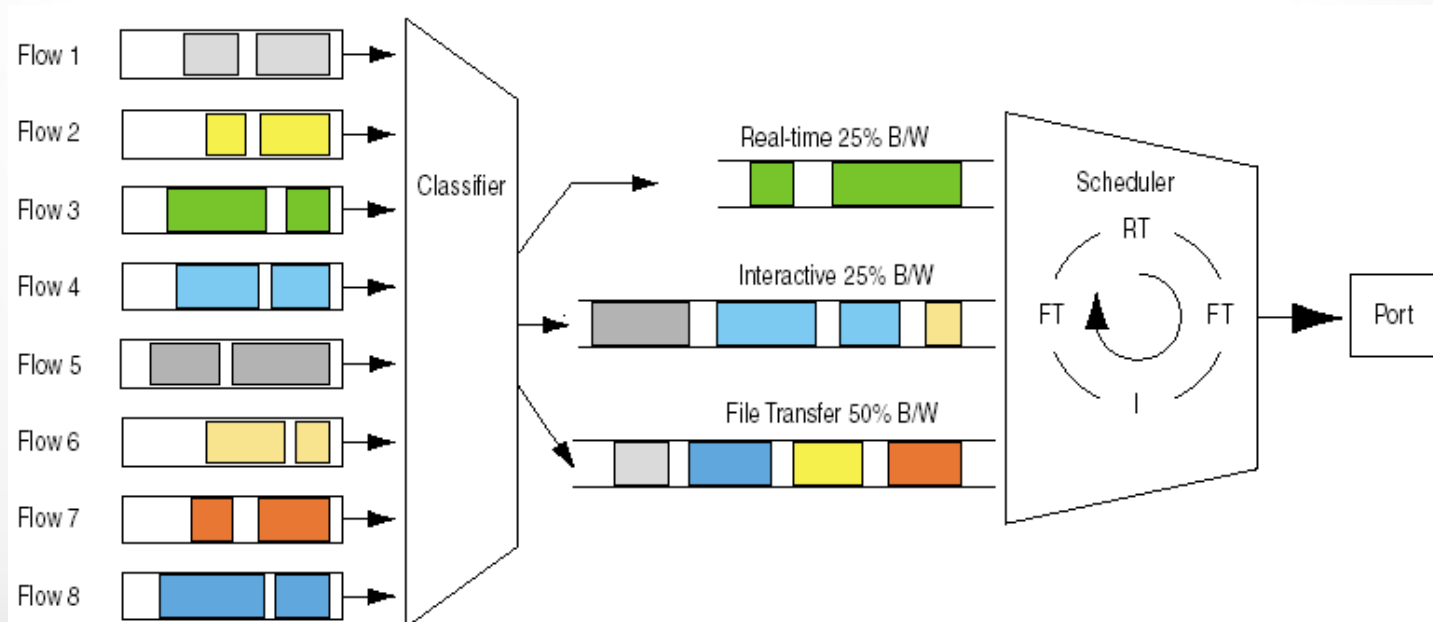 Flow 1
Flow 2
Flow 3
Flow 4
Flow 5
Flow 6
Flow 7
Flow 8
Classifier
Real-time 25% B/W
Interactive 25% B/W
File Transfer 50% B/W
Scheduler
RT
FT
FT
I
Port